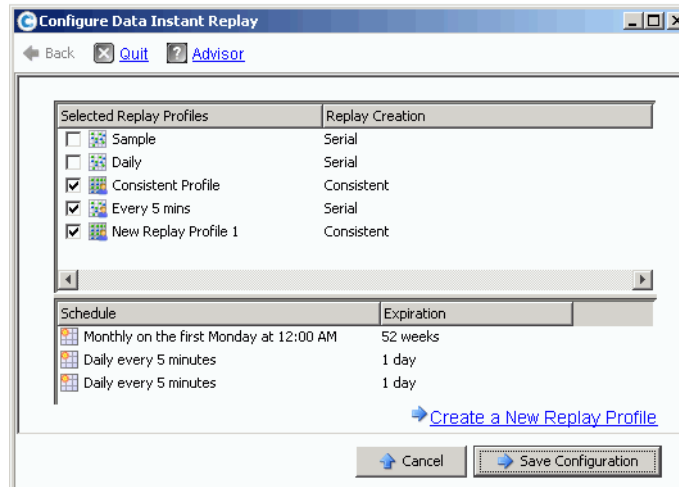 Configure Data Instant Replay
Back Quit ? Advisor
Selected Replay Profiles Replay Creation
Sample Serial
Daily Serial
Consistent Profile Consistent
Every 5 mins Serial
New Replay Profile 1 Consistent
Schedule Expiration
Monthly on the first Monday at 12:00 AM 52 weeks
Daily every 5 minutes 1 day
Daily every 5 minutes 1 day
Create a New Replay Profile
Cancel Save Configuration